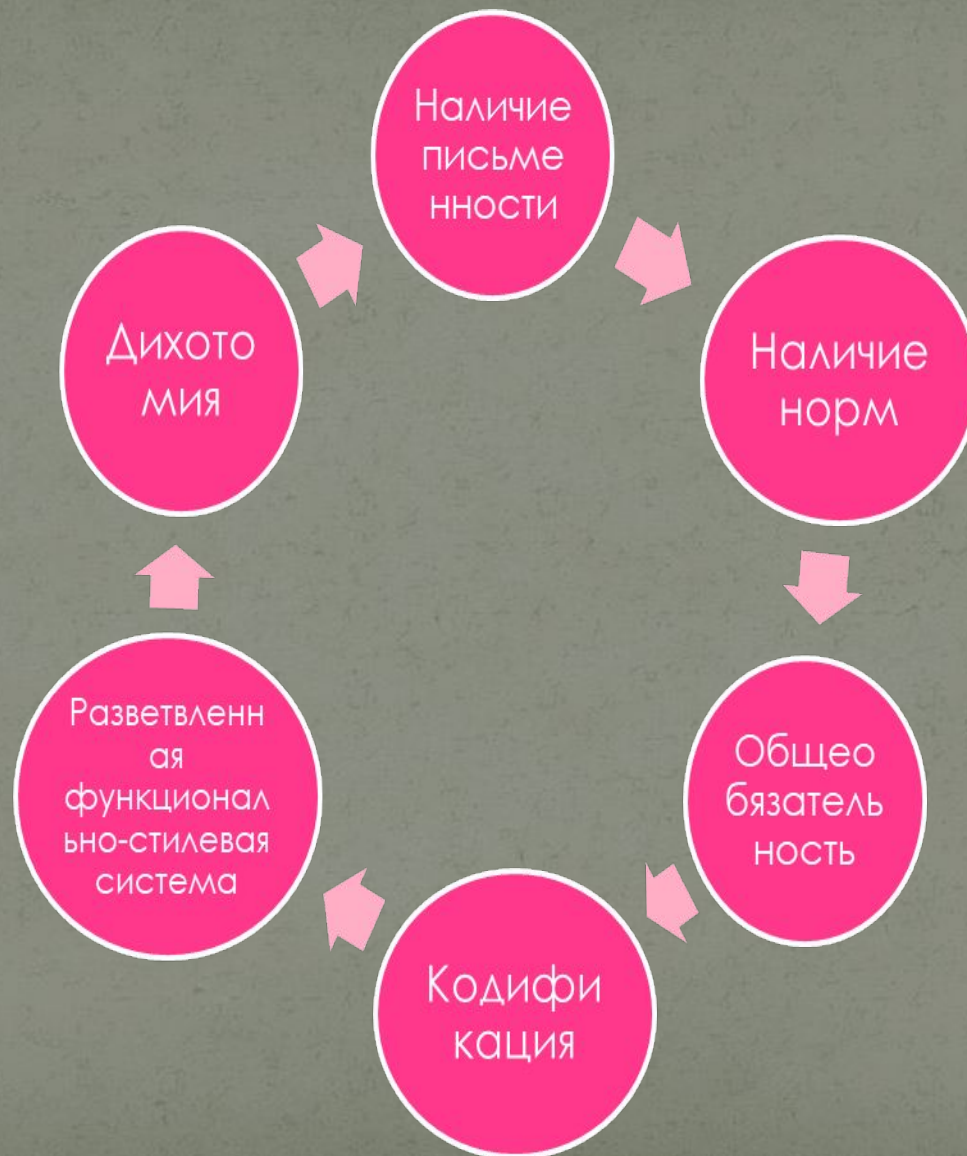 Наличие
письме
нности
Наличие
норм
Общео
бязатель
ность
Кодифи
кация
Разветвленн
ая
функционал
ьно-стилевая
система
Дихото
мия